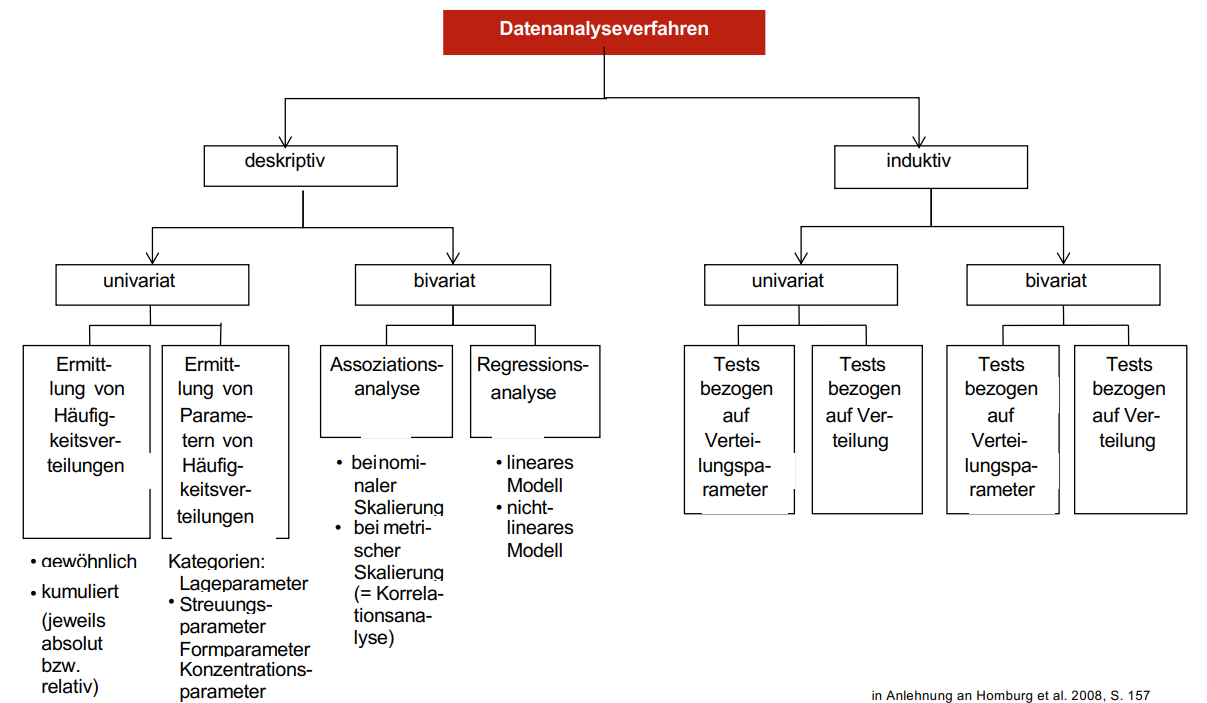 Datenanalyseverfahren
deskriptiv
induktiv
univariat
bivariat
univariat
bivariat
Ermitt-
lung von
Häufig-
keitsver-
teilungen
Ermitt-
lung von
Parame-
tern von
Häufig-
keitsver-
teilungen
Assoziations-
analyse
Regressions-
analyse
Tests
bezogen
auf
Vertei-
lungspa-
rameter
Tests
bezogen
auf Ver-
teilung
Tests
bezogen
auf
Vertei-
lungspa-
rameter
Tests
bezogen
auf Ver-
teilung
• gewöhnlich
• kumuliert
(jeweils
absolut
bzw.
relativ)
Kategorien:
Lageparameter
• Streuungs-
parameter
Formparameter
Konzentrations-
parameter
• bei nomi-
naler
Skalierung
• bei metri-
scher
Skalierung
(= Korrela-
tionsana-
lyse)
• lineares
Modell
• nicht-
lineares
Modell
in Anlehnung an Homburg et al. 2008, S. 157